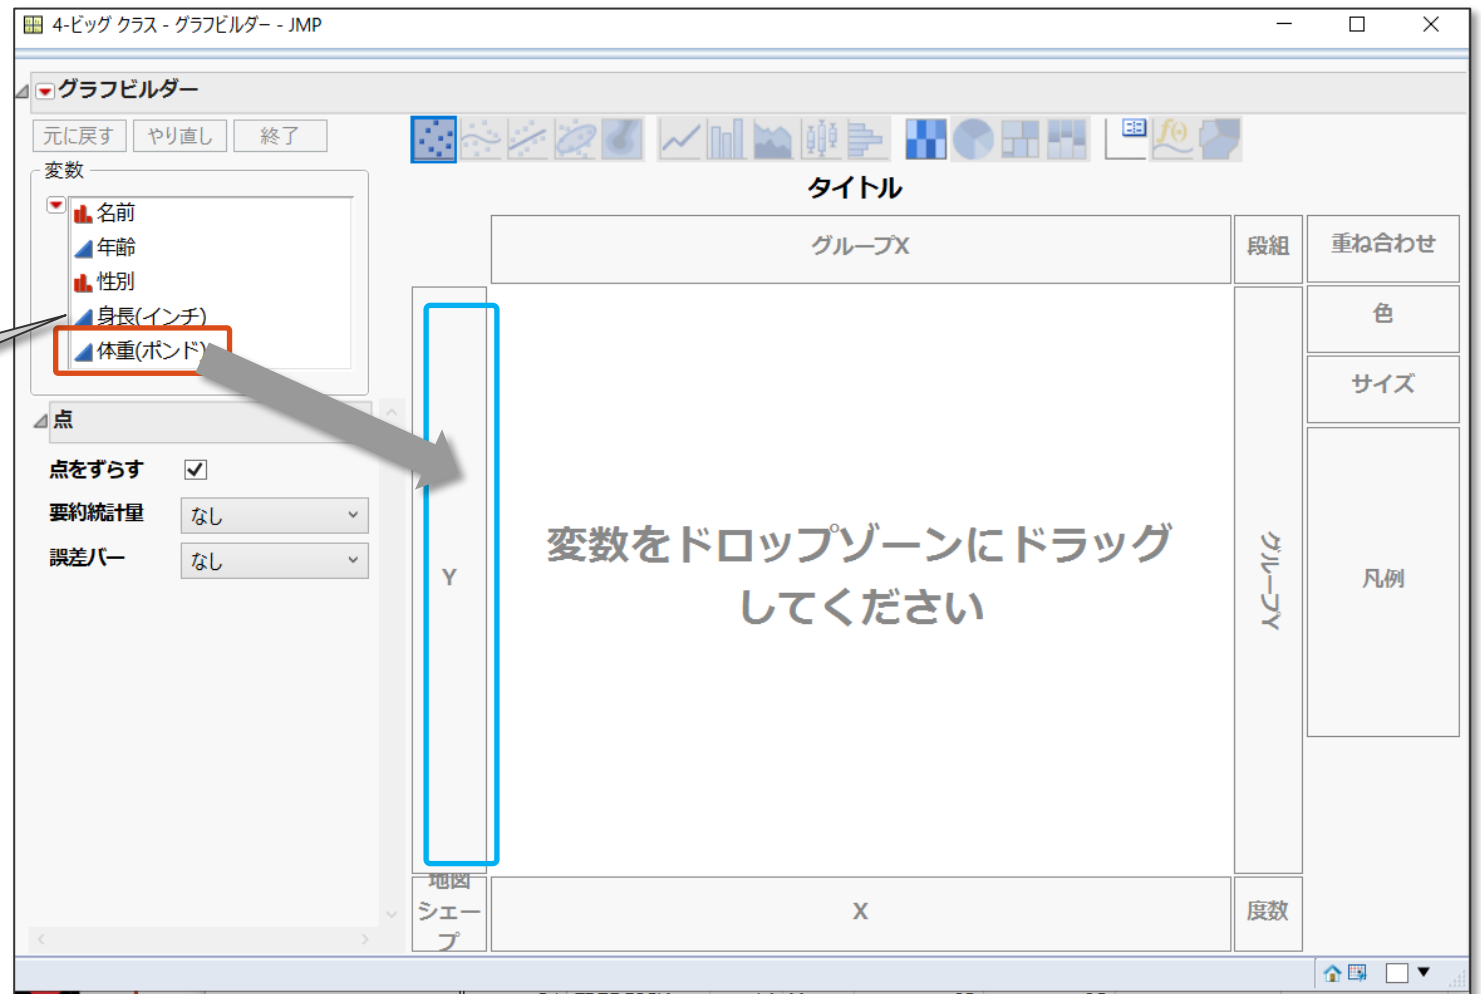 4-ビッグ クラス - グラフビルダー - JMP
グラフビルダー
元に戻す やり直し 終了
変数
名前
年齢
性別
身長(インチ)
体重(ポンド)
点
点をずらす
要約統計量 なし
誤差バー なし
タイトル
グループX
段組
重ね合わせ
色
サイズ
Y
変数をドロップゾーンにドラッグ
してください
グループY
凡例
地図
シェー
プ
X
度数